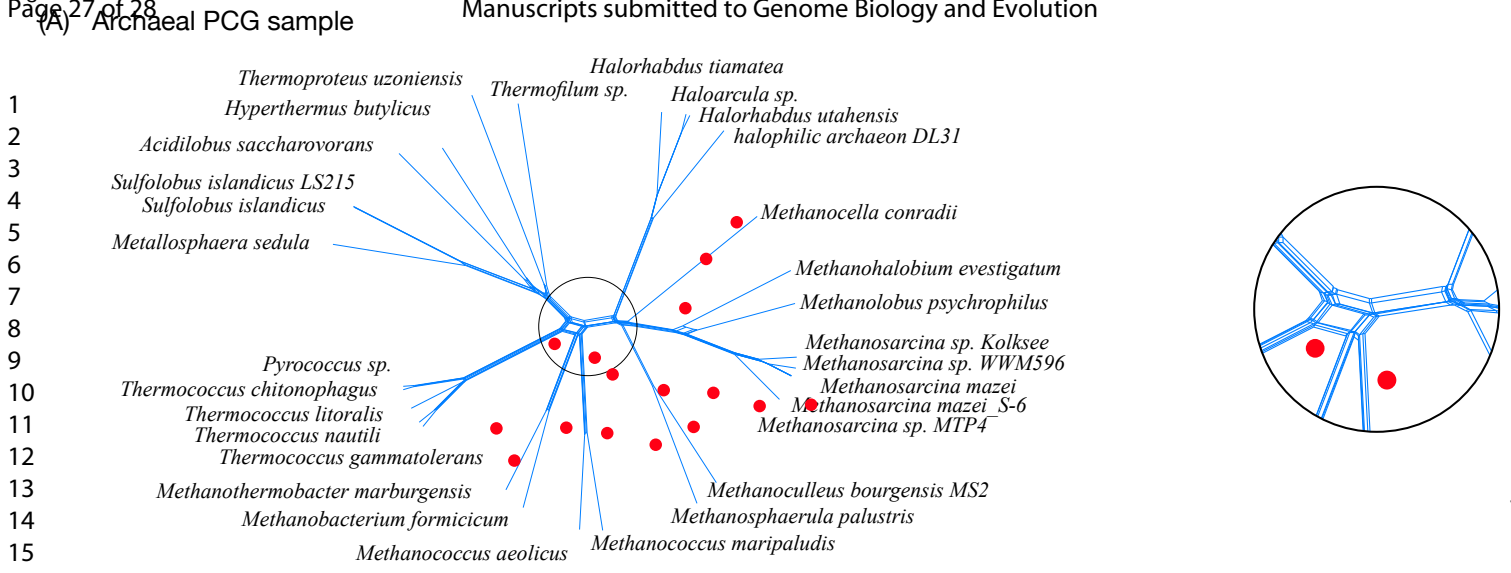 Page 27 of 28
Manuscripts submitted to Genome Biology and Evolution
(A) Archaeal PCG sample
Halorhabdus tiamatea
Thermoproteus uzoniensis
Thermofilum sp.
Haloarcula sp.
1
Hyperthermus butylicus
Halorhabdus utahensis
2
halophilic archaeon DL31
Acidilobus saccharovorans
3
Sulfolobus islandicus LS215
4
Sulfolobus islandicus
Methanocella conradii
5
Metallosphaera sedula
6
Methanohalobium evestigatum
7
Methanolobus psychrophilus
8
Methanosarcina sp. Kolksee
9
Pyrococcus sp.
Methanosarcina sp. WWM596
10
Thermococcus chitonophagus
Methanosarcina mazei
Methanosarcina mazei_S-6
11
Thermococcus litoralis
Methanosarcina sp. MTP4
Thermococcus nautili
12
Thermococcus gammatolerans
13
Methanothermobacter marburgensis
Methanoculleus bourgensis MS2
14
Methanobacterium formicicum
Methanosphaerula palustris
15
Methanococcus aeolicus
Methanococcus maripaludis